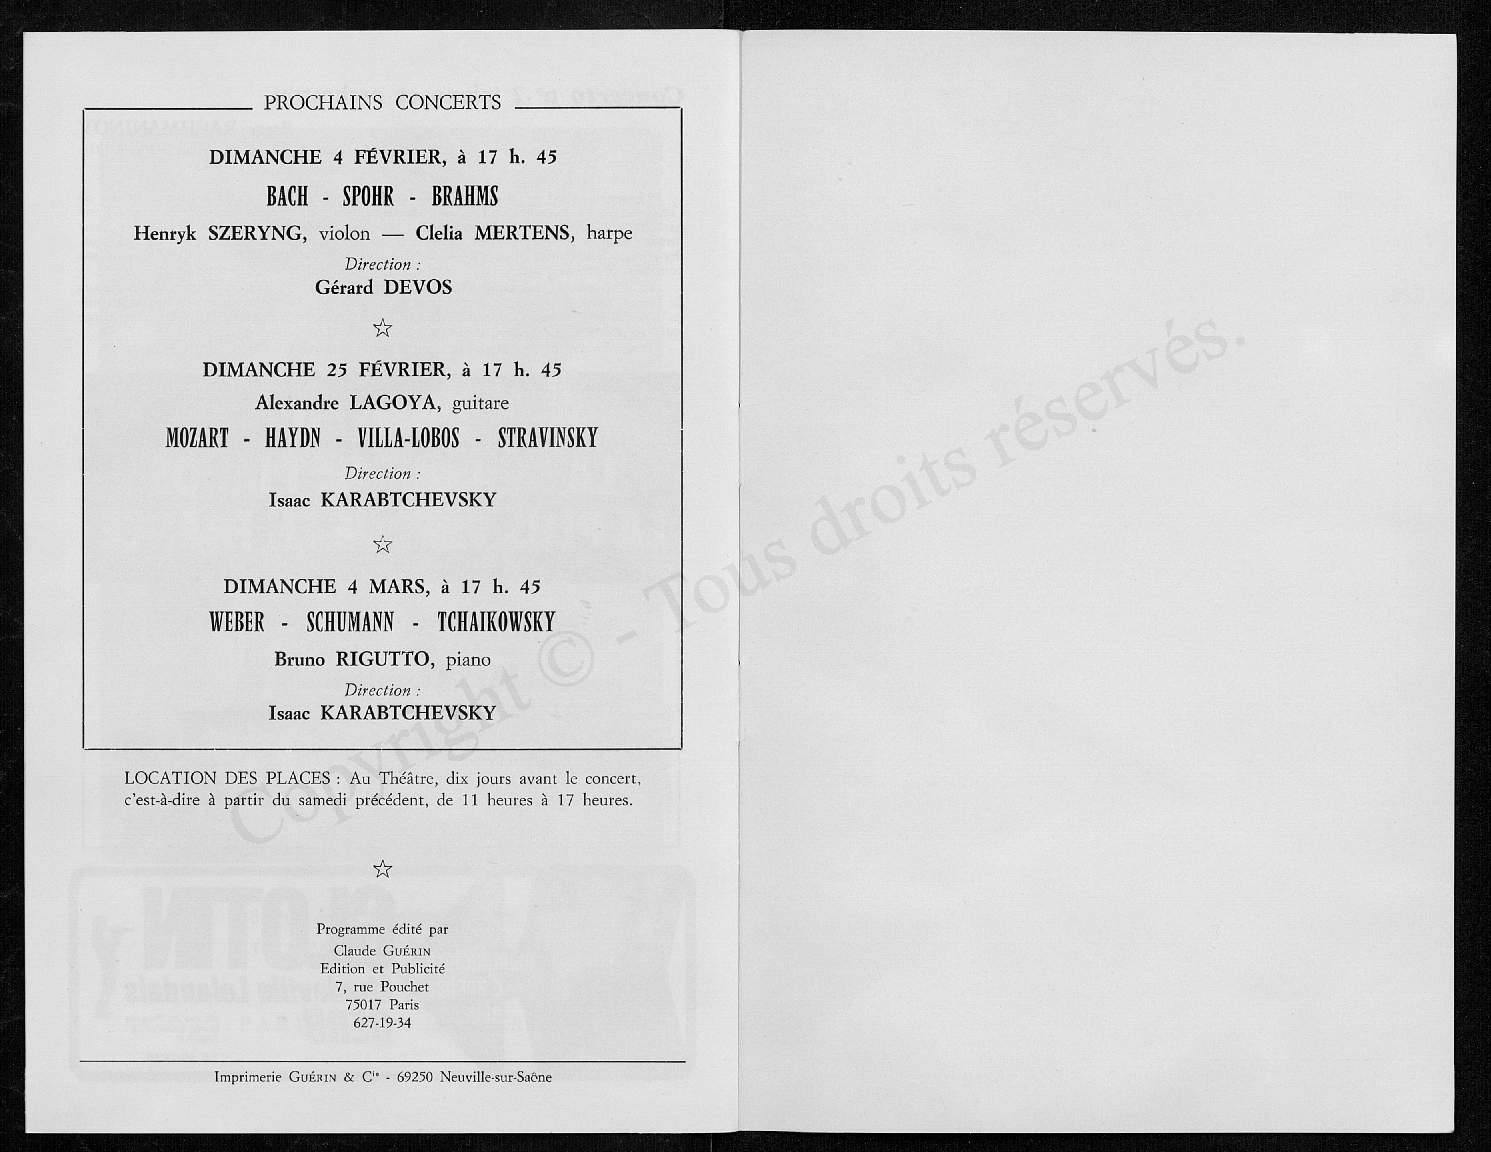 PROCHAINS CONCERTS
DIMANCHE 4 FÉVRIER, à 17 h. 45
BACH - SPOHR - BRAHMS
Henryk SZERYNG, violon — Clelia MERTENS, harpe
Direction :
Gérard DEVOS
☆
DIMANCHE 25 FÉVRIER, à 17 h. 45
Alexandre LAGOYA, guitare
MOZART - HAYDN - VILLA-LOBOS - STRAVINSKY
Direction :
Isaac KARABTCHEVSKY
☆
DIMANCHE 4 MARS, à 17 h. 45
WEBER - SCHUMANN - TCHAIKOWSKY
Bruno RIGUTTO, piano
Direction :
Isaac KARABTCHEVSKY
LOCATION DES PLACES : Au Théâtre, dix jours avant le concert,
c'est-à-dire à partir du samedi précédent, de 11 heures à 17 heures.
☆
Programme édité par
Claude GUÉRIN
Edition et Publicité
7, rue Pouchet
75017 Paris
627-19-34
Imprimerie GUÉRIN & Cie - 69250 Neuville-sur-Saône
Copyright © - Tous droits réservés.